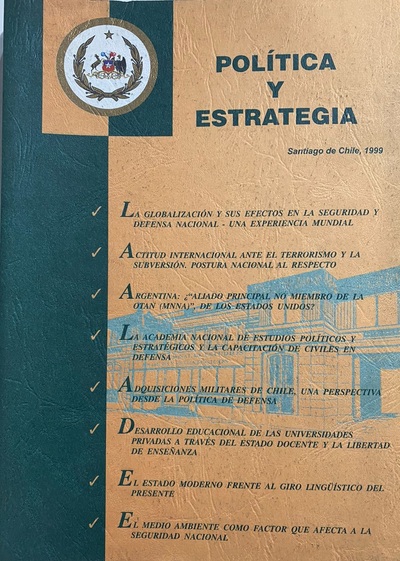 POLÍTICA
Y
ESTRATEGIA
Santiago de Chile, 1999
LA GLOBALIZACIÓN Y SUS EFECTOS EN LA SEGURIDAD Y
DEFENSA NACIONAL - UNA EXPERIENCIA MUNDIAL
ACTITUD INTERNACIONAL ANTE EL TERRORISMO Y LA
SUBVERSIÓN. POSTURA NACIONAL AL RESPECTO
ARGENTINA: ¿"ALIADO PRINCIPAL NO MIEMBRO DE LA
OTAN (MNNA)", DE LOS ESTADOS UNIDOS?
LA ACADEMIA NACIONAL DE ESTUDIOS POLÍTICOS Y
ESTRATÉGICOS Y LA CAPACITACIÓN DE CIVILES EN
DEFENSA
ADQUISICIONES MILITARES DE CHILE, UNA PERSPECTIVA
DESDE LA POLÍTICA DE DEFENSA
DESARROLLO EDUCACIONAL DE LAS UNIVERSIDADES
PRIVADAS A TRAVÉS DEL ESTADO DOCENTE Y LA LIBERTAD
DE ENSEÑANZA
EL ESTADO MODERNO FRENTE AL GIRO LINGÜÍSTICO DEL
PRESENTE
EL MEDIO AMBIENTE COMO FACTOR QUE AFECTA A LA
SEGURIDAD NACIONAL